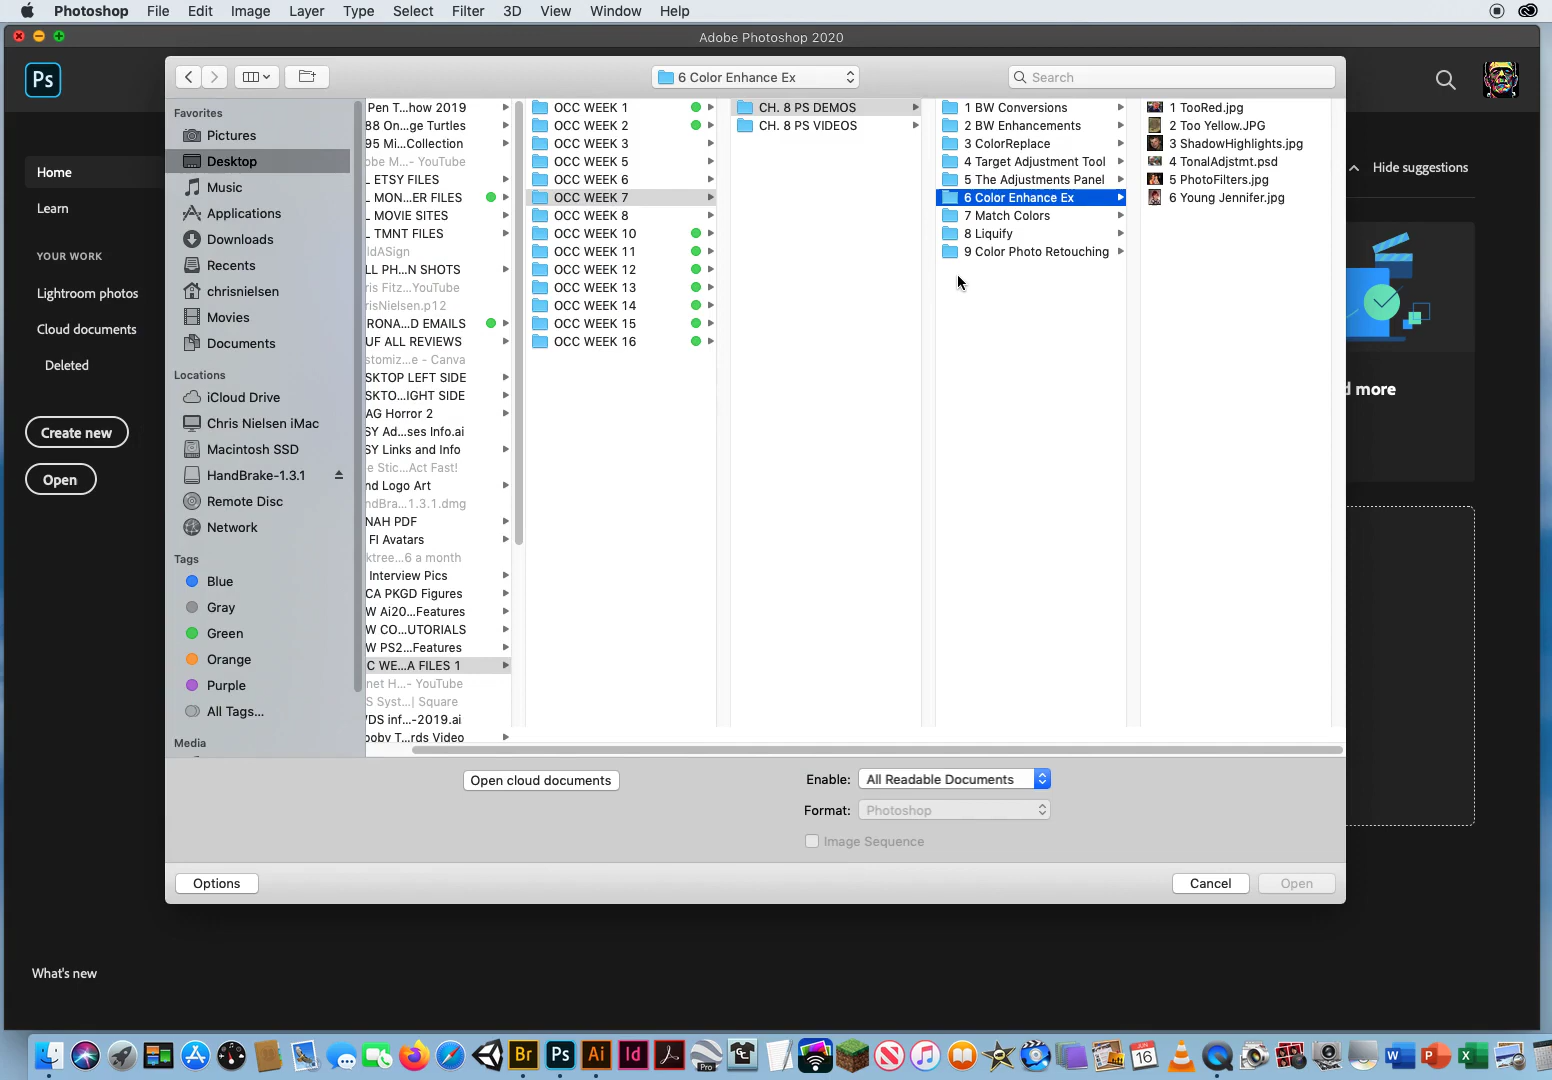 Photoshop File Edit Image Layer Type Select Filter 3D View Window Help
Adobe Photoshop 2020
Ps
6 Color Enhance Ex
Search
Home
Learn
YOUR WORK
Lightroom photos
Cloud documents
Deleted
Create new
Open
What's new
Favorites
Pictures
Desktop
Music
Applications
Downloads
Recents
chrisnielsen
Movies
Documents
Locations
iCloud Drive
Chris Nielsen iMac
Macintosh SSD
HandBrake-1.3.1
Remote Disc
Network
Tags
Blue
Gray
Green
Orange
Purple
All Tags...
Media
Pen T...how 2019
88 On...ge Turtles
95 Mi...Collection
obe M...- YouTube
L ETSY FILES
L MON...ER FILES
L MOVIE SITES
L TMNT FILES
ildASign
LL PH...N SHOTS
ris Fitz...YouTube
risNielsen.p12
RONA...D EMAILS
UF ALL REVIEWS
stomiz...e - Canva
SKTOP LEFT SIDE
SKTO...IGHT SIDE
AG Horror 2
SY Ad...ses Info.ai
SY Links and Info
e Stic...Act Fast!
nd Logo Art
ndBra...1.3.1.dmg
NAH PDF
FI Avatars
ktree...6 a month
Interview Pics
CA PKGD Figures
W Ai20...Features
W CO...UTORIALS
W PS2...Features
C WE...A FILES 1
net H...- YouTube
S Syst...| Square
/DS inf...-2019.ai
ooby T...rds Video
OCC WEEK 1
OCC WEEK 2
OCC WEEK 3
OCC WEEK 5
OCC WEEK 6
OCC WEEK 7
OCC WEEK 8
OCC WEEK 10
OCC WEEK 11
OCC WEEK 12
OCC WEEK 13
OCC WEEK 14
OCC WEEK 15
OCC WEEK 16
CH. 8 PS DEMOS
CH. 8 PS VIDEOS
1 BW Conversions
2 BW Enhancements
3 ColorReplace
4 Target Adjustment Tool
5 The Adjustments Panel
6 Color Enhance Ex
7 Match Colors
8 Liquify
9 Color Photo Retouching
1 TooRed.jpg
2 Too Yellow.JPG
3 ShadowHighlights.jpg
4 TonalAdjstmt.psd
5 PhotoFilters.jpg
6 Young Jennifer.jpg
Hide suggestions
d more
Open cloud documents
Enable: All Readable Documents
Format: Photoshop
Image Sequence
Options
Cancel
Open
Br Ps Ai Id
Pro
JUN
16
W P X